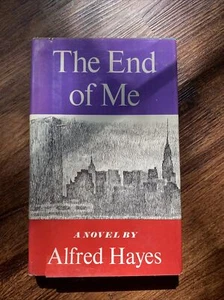 The End
of Me
A NOVEL BY
Alfred Hayes